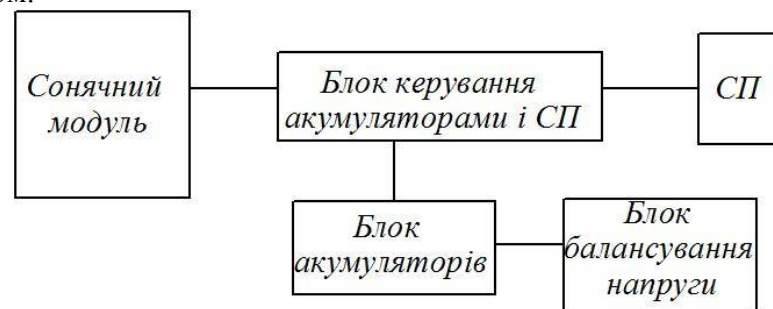 Сонячний
модуль
Блок керування
акумуляторами і СП
СП
Блок
акумуляторів
Блок
балансування
напруги